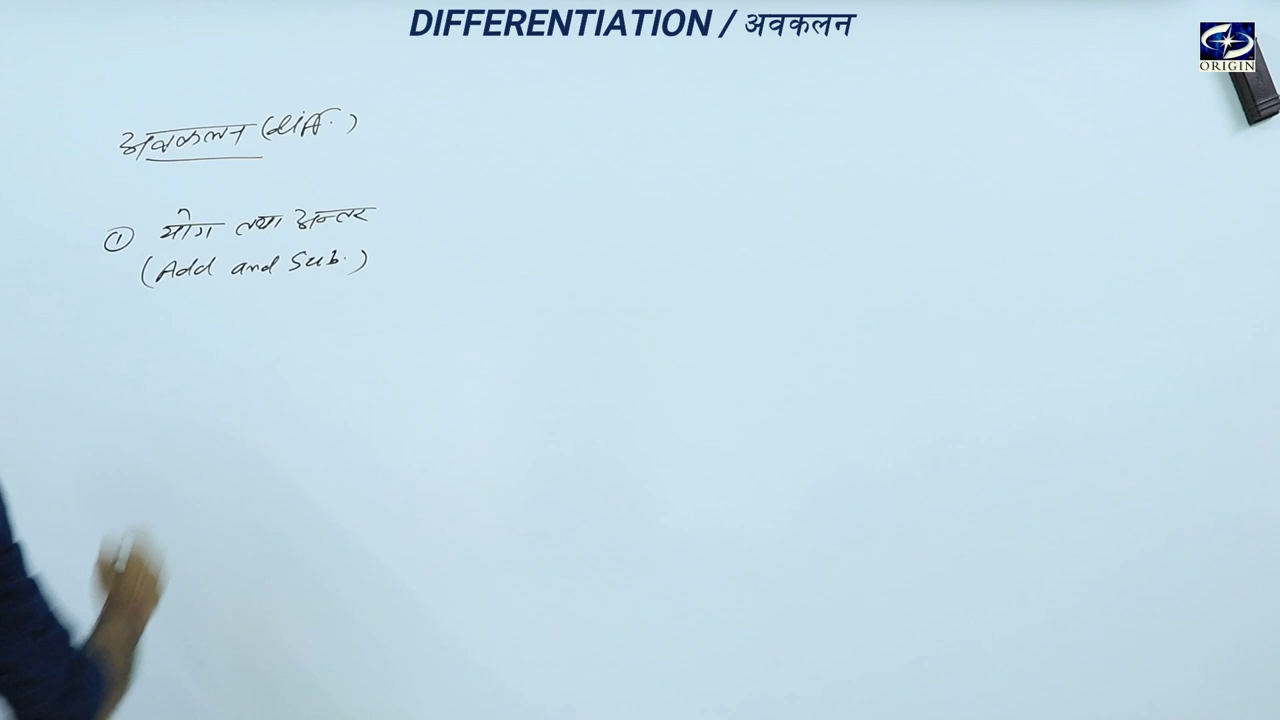 DIFFERENTIATION / अवकलन
ORIGIN
अवकलन (diff.)
① योग तथा अन्तर
(Add and Sub.)